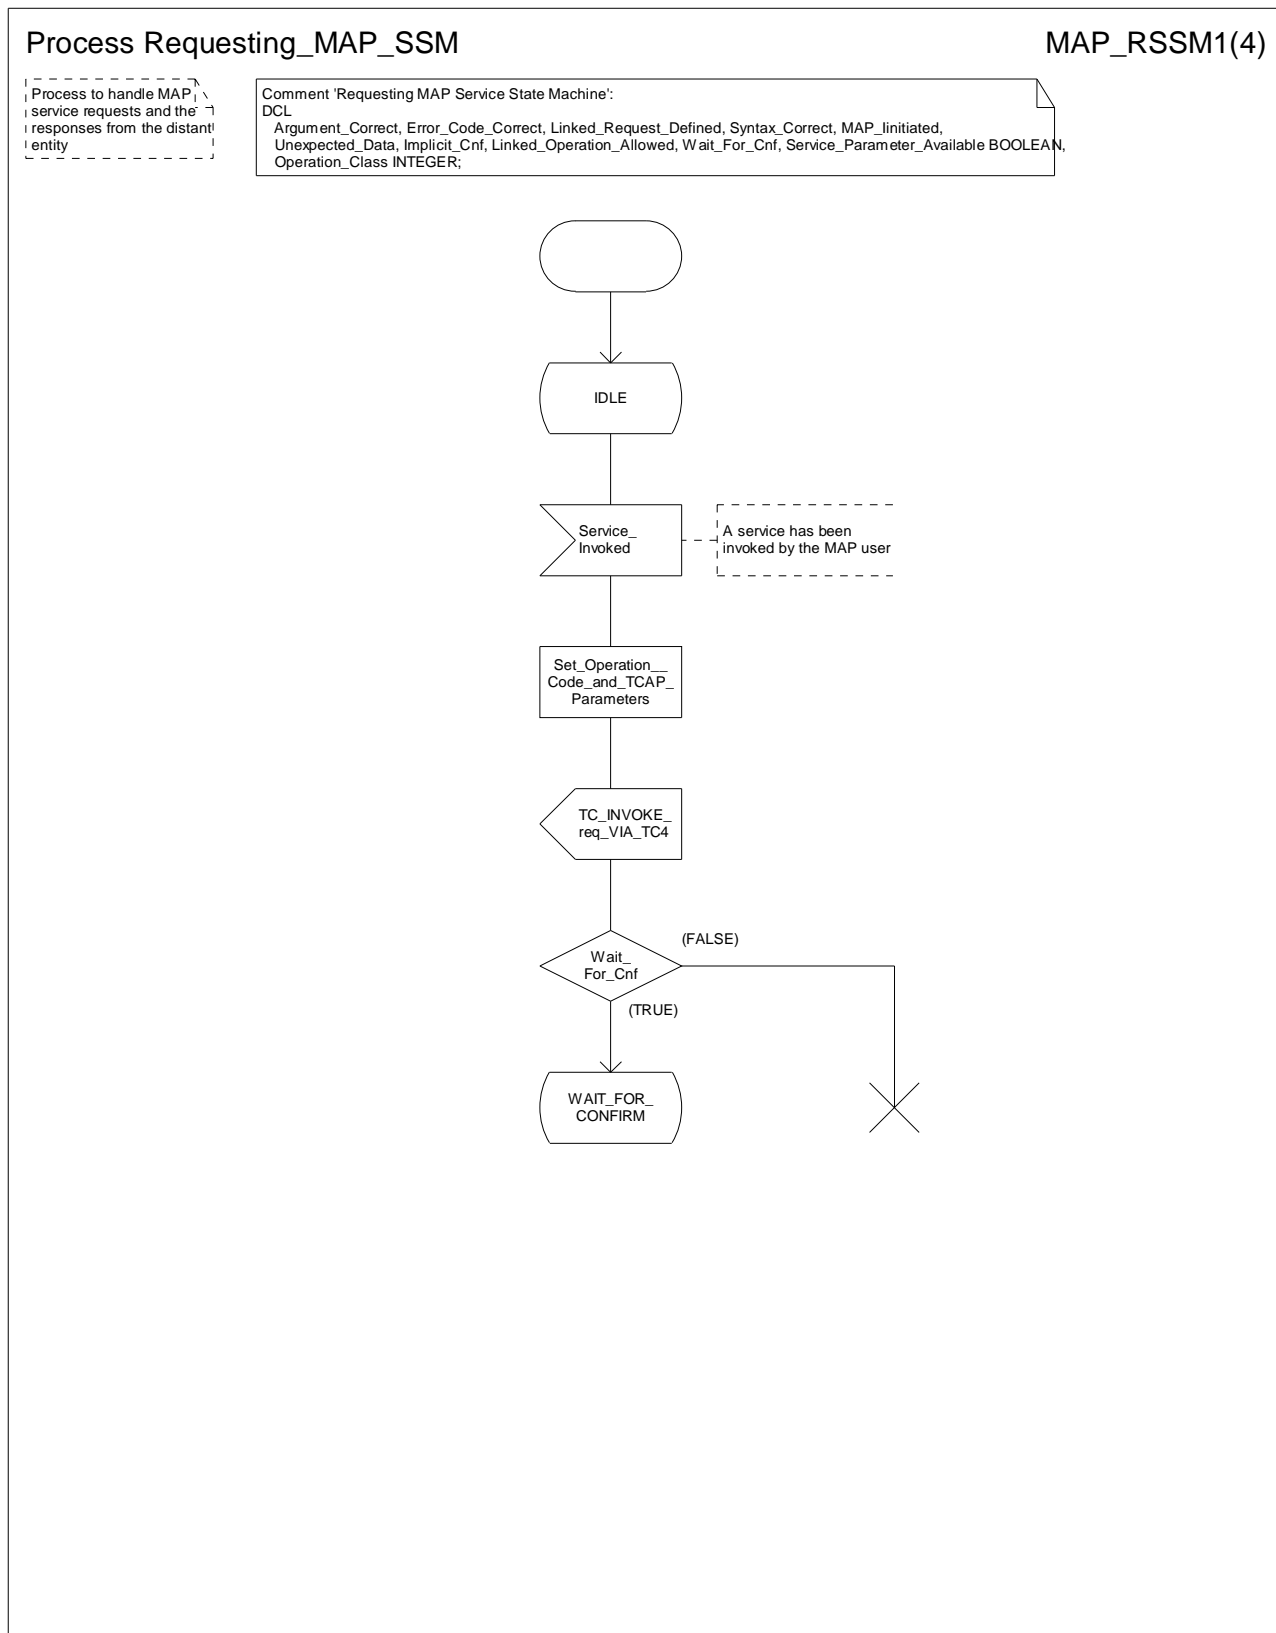 Process Requesting_MAP_SSM
MAP_RSSM1(4)
Process to handle MAP
service requests and the
responses from the distant
entity
Comment 'Requesting MAP Service State Machine':
DCL
Argument_Correct, Error_Code_Correct, Linked_Request_Defined, Syntax_Correct, MAP_Iinitiated,
Unexpected_Data, Implicit_Cnf, Linked_Operation_Allowed, Wait_For_Cnf, Service_Parameter_Available BOOLEAN,
Operation_Class INTEGER;
IDLE
Service_
Invoked
A service has been
invoked by the MAP user
Set_Operation__
Code_and_TCAP_
Parameters
TC_INVOKE_
req_VIA_TC4
(FALSE)
Wait_
For_Cnf
(TRUE)
WAIT_FOR_
CONFIRM